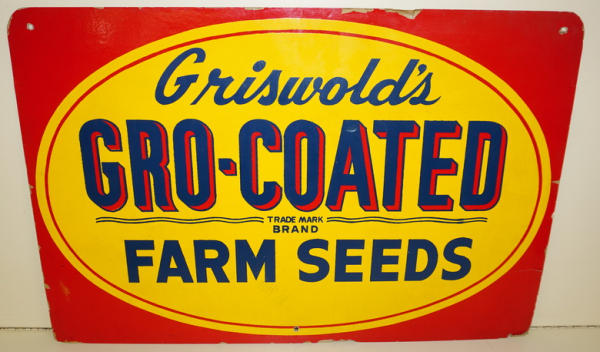 Griswold's
GRO-COATED
TRADE MARK
BRAND
FARM SEEDS